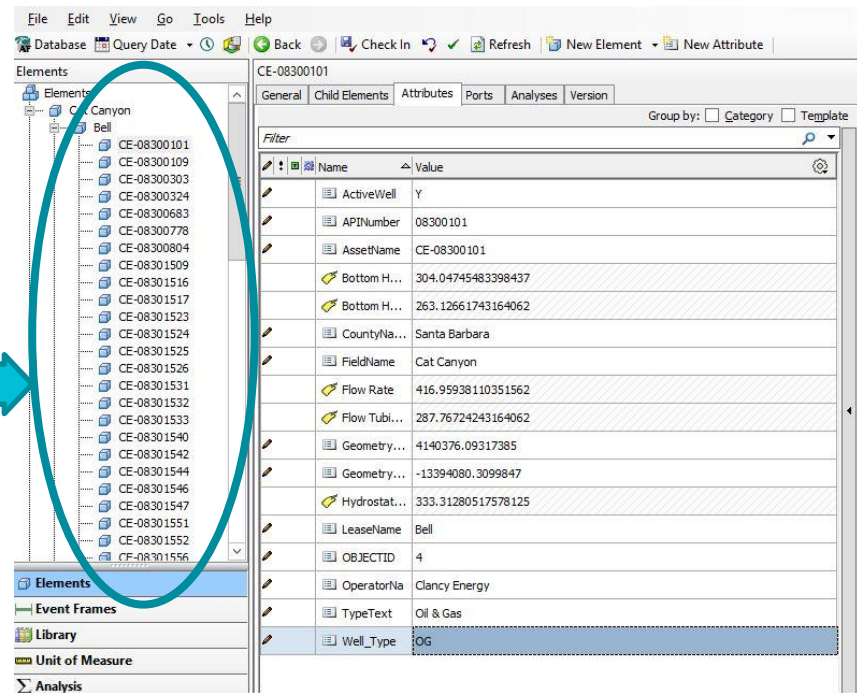 File Edit View Go Tools Help
Database Query Date Back Check In Refresh New Element New Attribute
Elements
Elements
Cat Canyon
Bell
CE-08300101
CE-08300109
CE-08300303
CE-08300324
CE-08300683
CE-08300778
CE-08300804
CE-08301509
CE-08301516
CE-08301517
CE-08301523
CE-08301524
CE-08301525
CE-08301526
CE-08301531
CE-08301532
CE-08301533
CE-08301540
CE-08301542
CE-08301544
CE-08301546
CE-08301547
CE-08301551
CE-08301552
CE-08301556
Elements
Event Frames
Library
Unit of Measure
Analysis
CE-08300101
General Child Elements Attributes Ports Analyses Version
Group by: Category Template
Filter
Name Value
ActiveWell Y
APINumber 08300101
AssetName CE-08300101
Bottom H... 304.04745483398437
Bottom H... 263.12661743164062
CountyNa... Santa Barbara
FieldName Cat Canyon
Flow Rate 416.95938110351562
Flow Tubi... 287.76724243164062
Geometry... 4140376.09317385
Geometry... -13394080.3099847
Hydrostat... 333.31280517578125
LeaseName Bell
OBJECTID 4
OperatorNa Clancy Energy
TypeText Oil & Gas
Well_Type OG